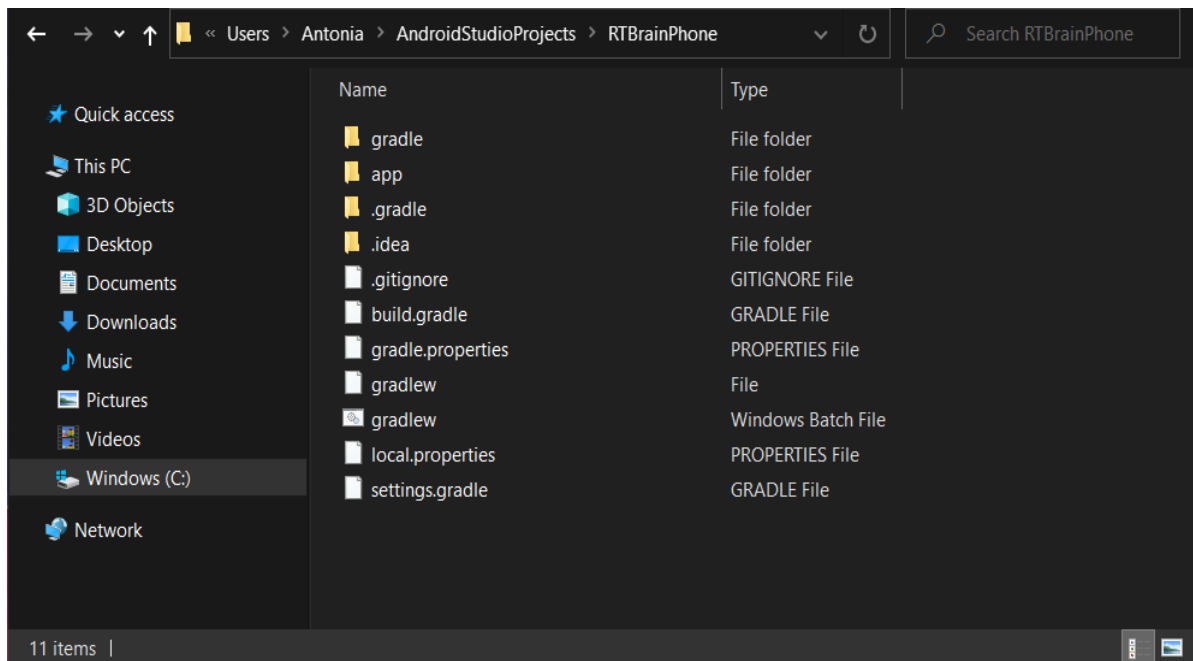 « Users > Antonia > AndroidStudioProjects > RTBrainPhone Search RTBrainPhone
Quick access
This PC
3D Objects
Desktop
Documents
Downloads
Music
Pictures
Videos
Windows (C:)
Network
Name Type
gradle File folder
app File folder
.gradle File folder
.idea File folder
.gitignore GITIGNORE File
build.gradle GRADLE File
gradle.properties PROPERTIES File
gradlew File
gradlew Windows Batch File
local.properties PROPERTIES File
settings.gradle GRADLE File
11 items